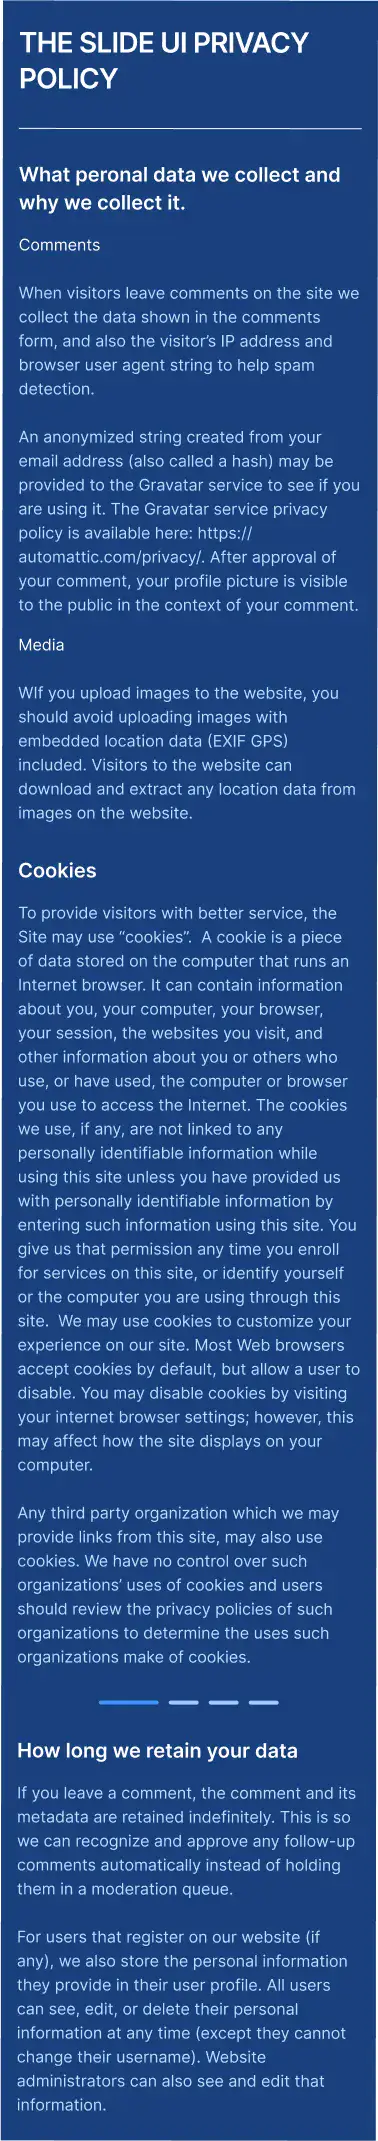 THE SLIDE UI PRIVACY
POLICY
What peronal data we collect and
why we collect it.
Comments
When visitors leave comments on the site we
collect the data shown in the comments
form, and also the visitor’s IP address and
browser user agent string to help spam
detection.
An anonymized string created from your
email address (also called a hash) may be
provided to the Gravatar service to see if you
are using it. The Gravatar service privacy
policy is available here: https://
automattic.com/privacy/. After approval of
your comment, your profile picture is visible
to the public in the context of your comment.
Media
WIf you upload images to the website, you
should avoid uploading images with
embedded location data (EXIF GPS)
included. Visitors to the website can
download and extract any location data from
images on the website.
Cookies
To provide visitors with better service, the
Site may use “cookies”.  A cookie is a piece
of data stored on the computer that runs an
Internet browser. It can contain information
about you, your computer, your browser,
your session, the websites you visit, and
other information about you or others who
use, or have used, the computer or browser
you use to access the Internet. The cookies
we use, if any, are not linked to any
personally identifiable information while
using this site unless you have provided us
with personally identifiable information by
entering such information using this site. You
give us that permission any time you enroll
for services on this site, or identify yourself
or the computer you are using through this
site.  We may use cookies to customize your
experience on our site. Most Web browsers
accept cookies by default, but allow a user to
disable. You may disable cookies by visiting
your internet browser settings; however, this
may affect how the site displays on your
computer.
Any third party organization which we may
provide links from this site, may also use
cookies. We have no control over such
organizations’ uses of cookies and users
should review the privacy policies of such
organizations to determine the uses such
organizations make of cookies.
How long we retain your data
If you leave a comment, the comment and its
metadata are retained indefinitely. This is so
we can recognize and approve any follow-up
comments automatically instead of holding
them in a moderation queue.
For users that register on our website (if
any), we also store the personal information
they provide in their user profile. All users
can see, edit, or delete their personal
information at any time (except they cannot
change their username). Website
administrators can also see and edit that
information.